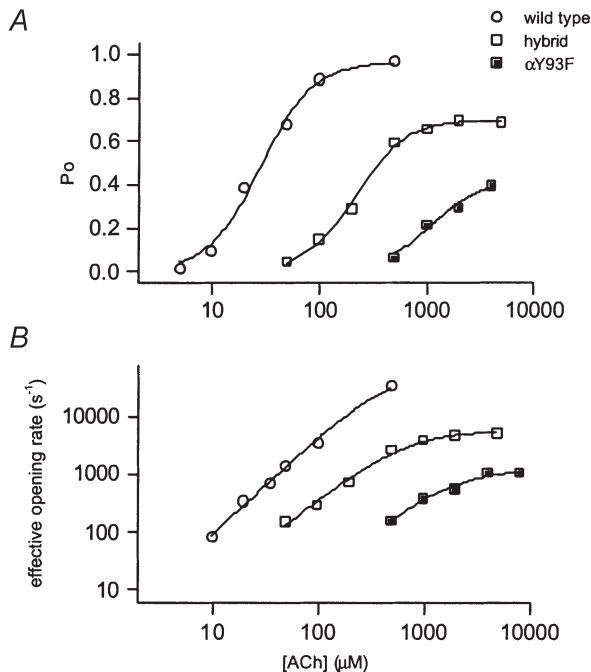 A
wild type
hybrid
αY93F
1.0
0.8
0.6
0.4
0.2
0.0
Po
10 100 1000 10000
B
10000
1000
100
10
effective opening rate (s⁻¹)
10 100 1000 10000
[ACh] (μM)